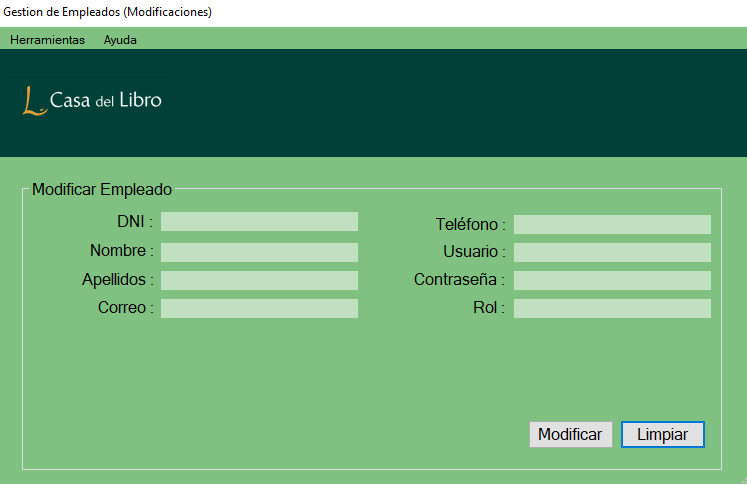 Gestion de Empleados (Modificaciones)
Herramientas Ayuda
Casa del Libro
Modificar Empleado
DNI :
Teléfono :
Nombre :
Usuario :
Apellidos :
Contraseña :
Correo :
Rol :
Modificar Limpiar